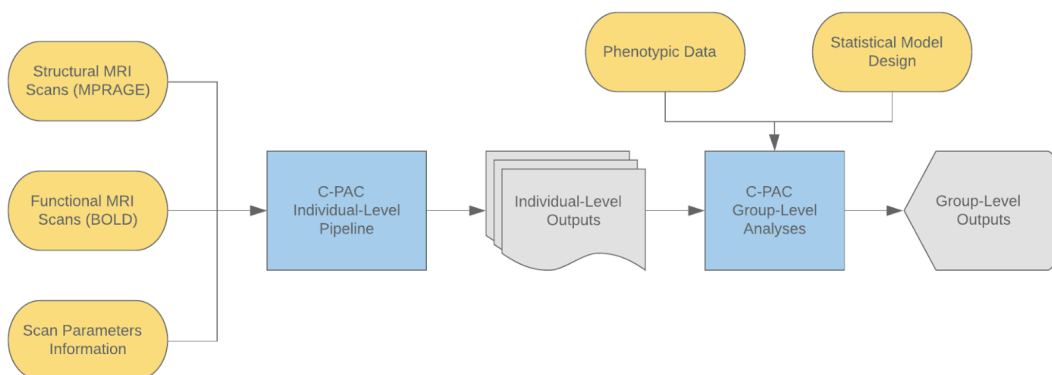 Structural MRI
Scans (MPRAGE)
Functional MRI
Scans (BOLD)
Scan Parameters
Information
C-PAC
Individual-Level
Pipeline
Individual-Level
Outputs
Phenotypic Data
Statistical Model
Design
C-PAC
Group-Level
Analyses
Group-Level
Outputs